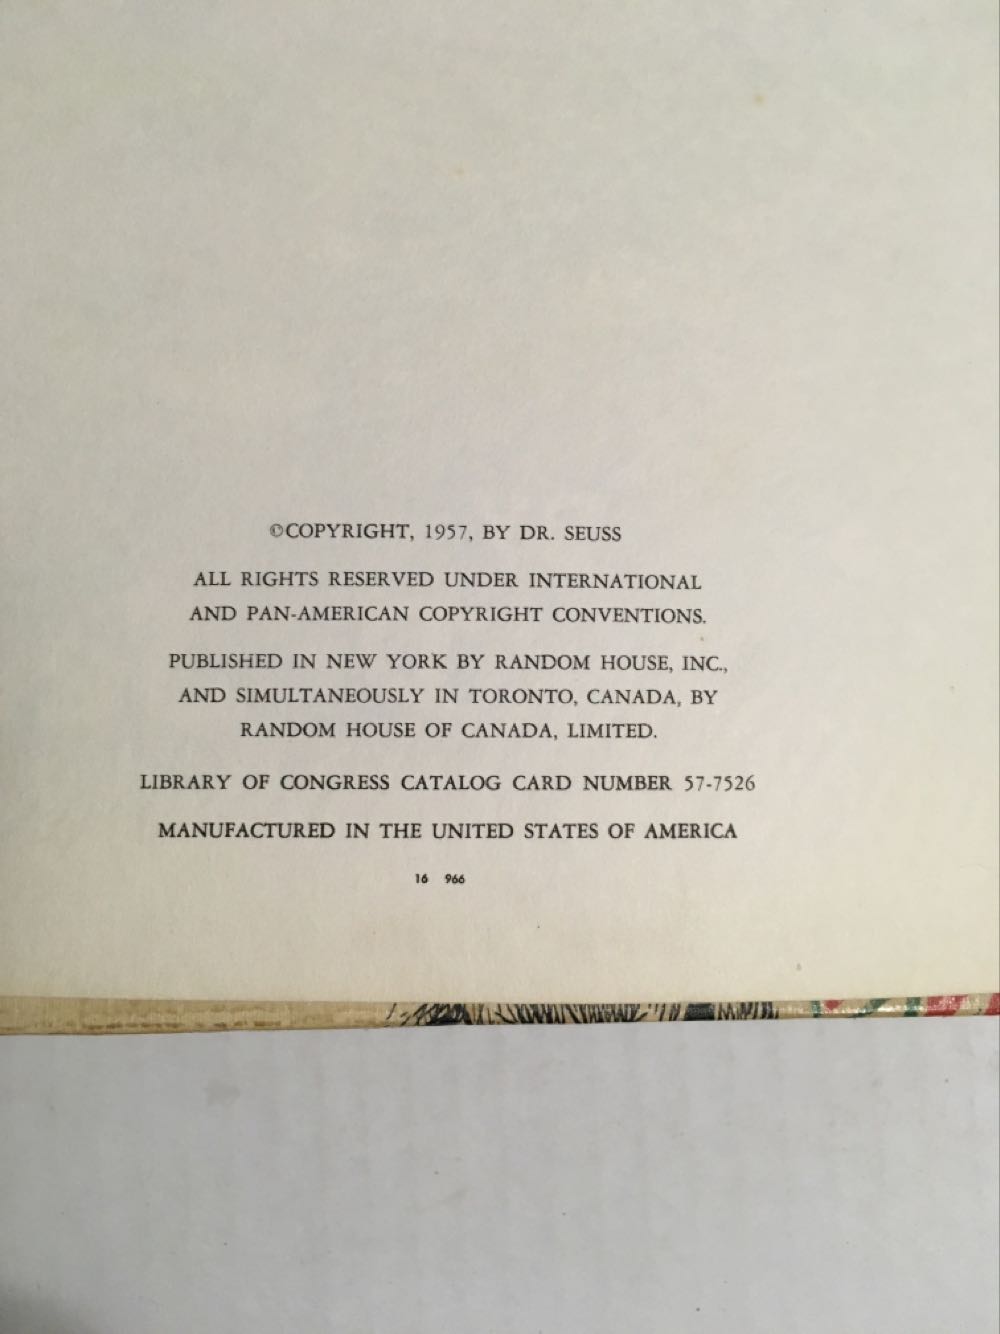 ©COPYRIGHT, 1957, BY DR. SEUSS
ALL RIGHTS RESERVED UNDER INTERNATIONAL
AND PAN-AMERICAN COPYRIGHT CONVENTIONS.
PUBLISHED IN NEW YORK BY RANDOM HOUSE, INC.,
AND SIMULTANEOUSLY IN TORONTO, CANADA, BY
RANDOM HOUSE OF CANADA, LIMITED.
LIBRARY OF CONGRESS CATALOG CARD NUMBER 57-7526
MANUFACTURED IN THE UNITED STATES OF AMERICA
16 966